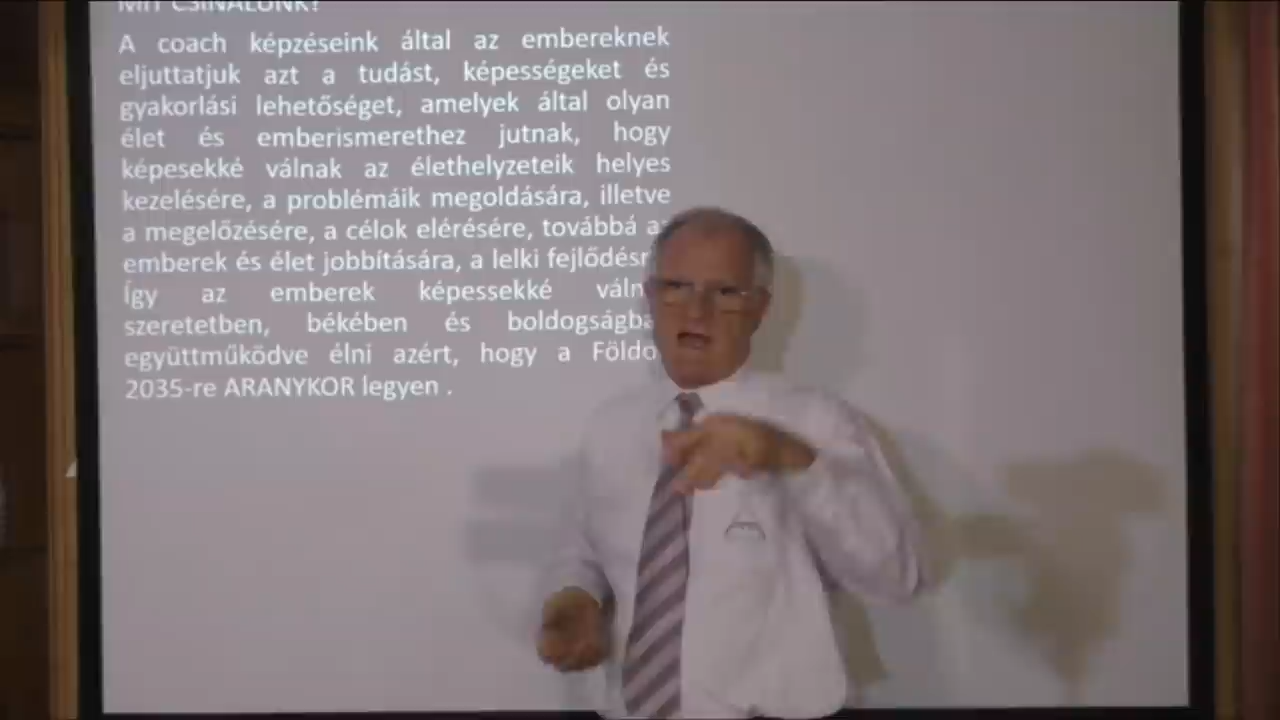 MIT CSINÁLUNK?
A coach képzéseink által az embereknek
eljuttatjuk azt a tudást, képességeket és
gyakorlási lehetőséget, amelyek által olyan
élet és emberismerethez jutnak, hogy
képesekké válnak az élethelyzeteik helyes
kezelésére, a problémáik megoldására, illetve
a megelőzésére, a célok elérésére, továbbá
emberek és élet jobbítására, a lelki
Így az emberek képessekké
szeretetben, békében és
együttműködve élni azért, hogy a
2035-re ARANYKOR legyen .